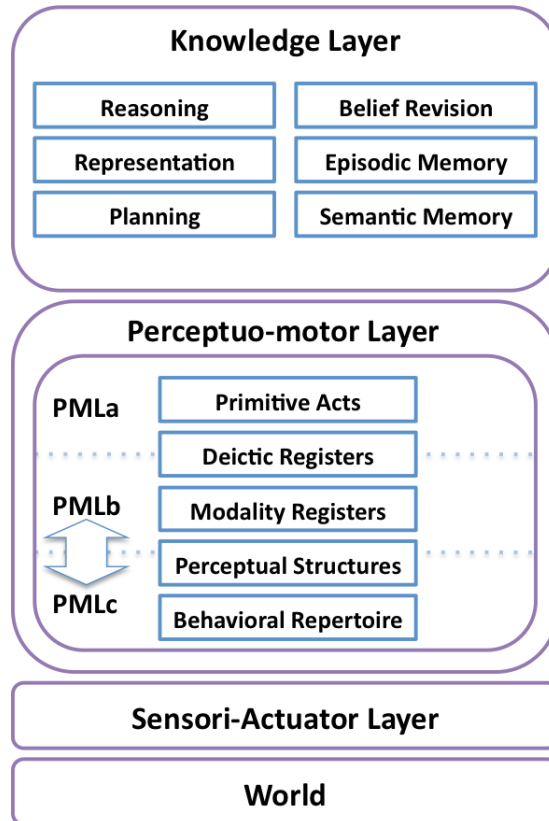 Knowledge Layer
Reasoning
Belief Revision
Representation
Episodic Memory
Planning
Semantic Memory
Perceptuo-motor Layer
PMLa
Primitive Acts
Deictic Registers
PMLb
Modality Registers
Perceptual Structures
PMLc
Behavioral Repertoire
Sensori-Actuator Layer
World